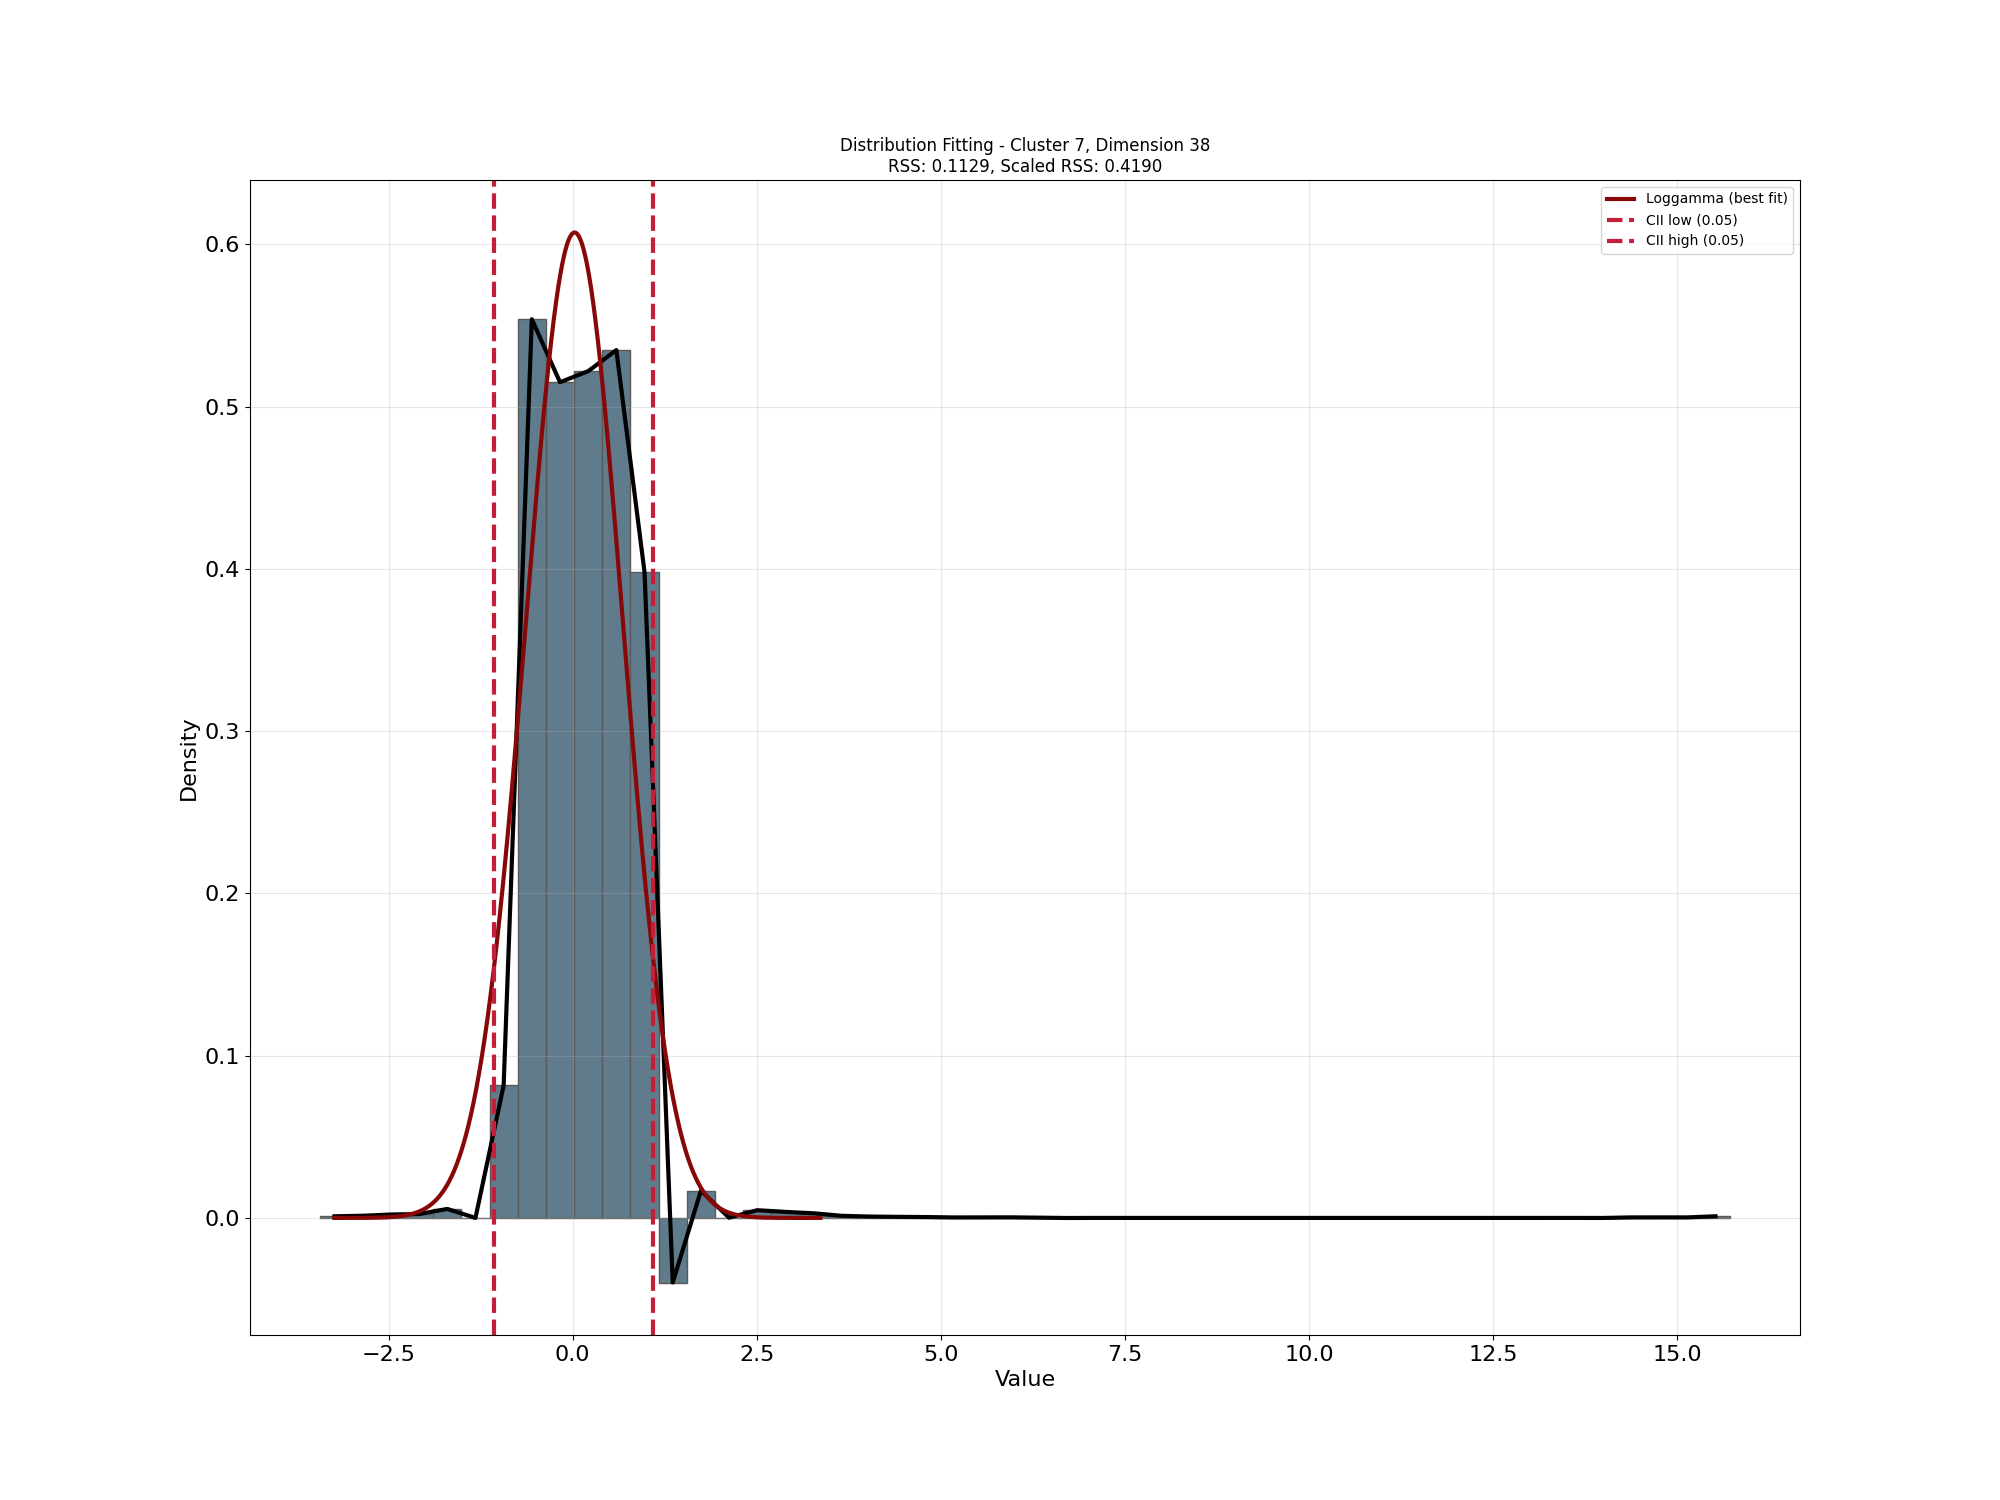 Distribution Fitting - Cluster 7, Dimension 38
RSS: 0.1129, Scaled RSS: 0.4190
Loggamma (best fit)
CII low (0.05)
CII high (0.05)
0.6
0.5
0.4
0.3
0.2
0.1
0.0
Density
−2.5 0.0 2.5 5.0 7.5 10.0 12.5 15.0
Value